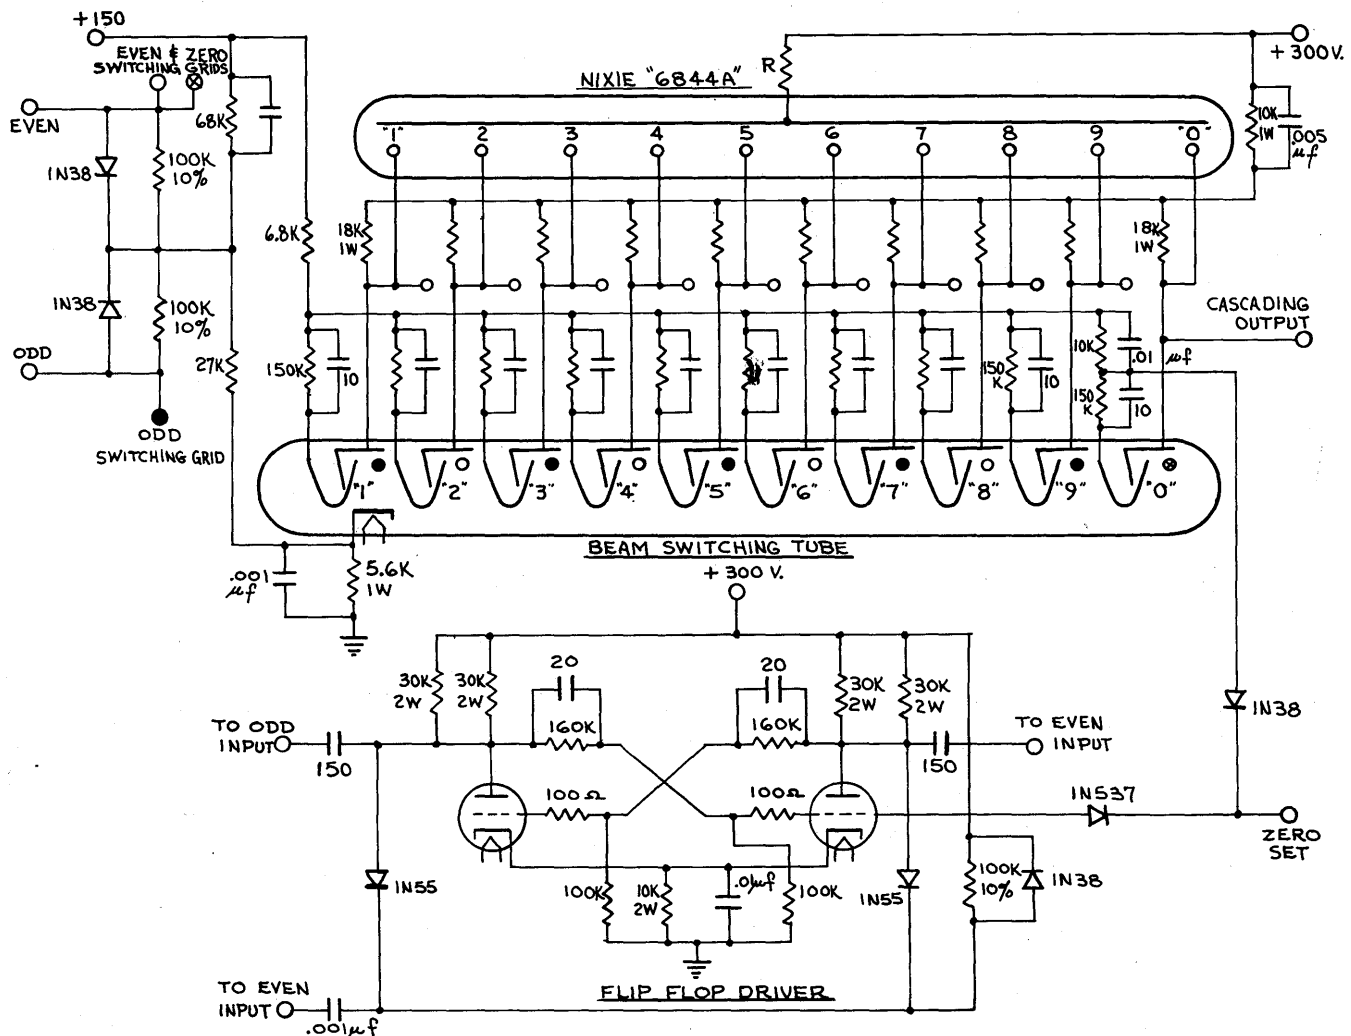 +150
EVEN & ZERO
SWITCHING GRIDS
EVEN
1N38
100K
10%
68K
1N38
100K
10%
ODD
27K
ODD
SWITCHING GRID
NIXIE "6844A"
R
+300V.
10K
1W
.005
μf
"1"
2
3
4
5
6
7
8
9
"0"
6.8K
18K
1W
18K
1W
CASCADING
OUTPUT
150K
10
150
K
10
10K
.01 μf
150
K
10
"1"
"2"
"3"
"4"
"5"
"6"
"7"
"8"
"9"
"0"
BEAM SWITCHING TUBE
.001
μf
5.6K
1W
+300 V.
30K
2W
30K
2W
20
160K
20
160K
30K
2W
30K
2W
TO ODD
INPUT
150
TO EVEN
INPUT
150
1N38
100Ω
100Ω
1N537
ZERO
SET
1N55
100K
10K
2W
.01μf
100K
1N55
100K
10%
1N38
TO EVEN
INPUT
.001μf
FLIP FLOP DRIVER